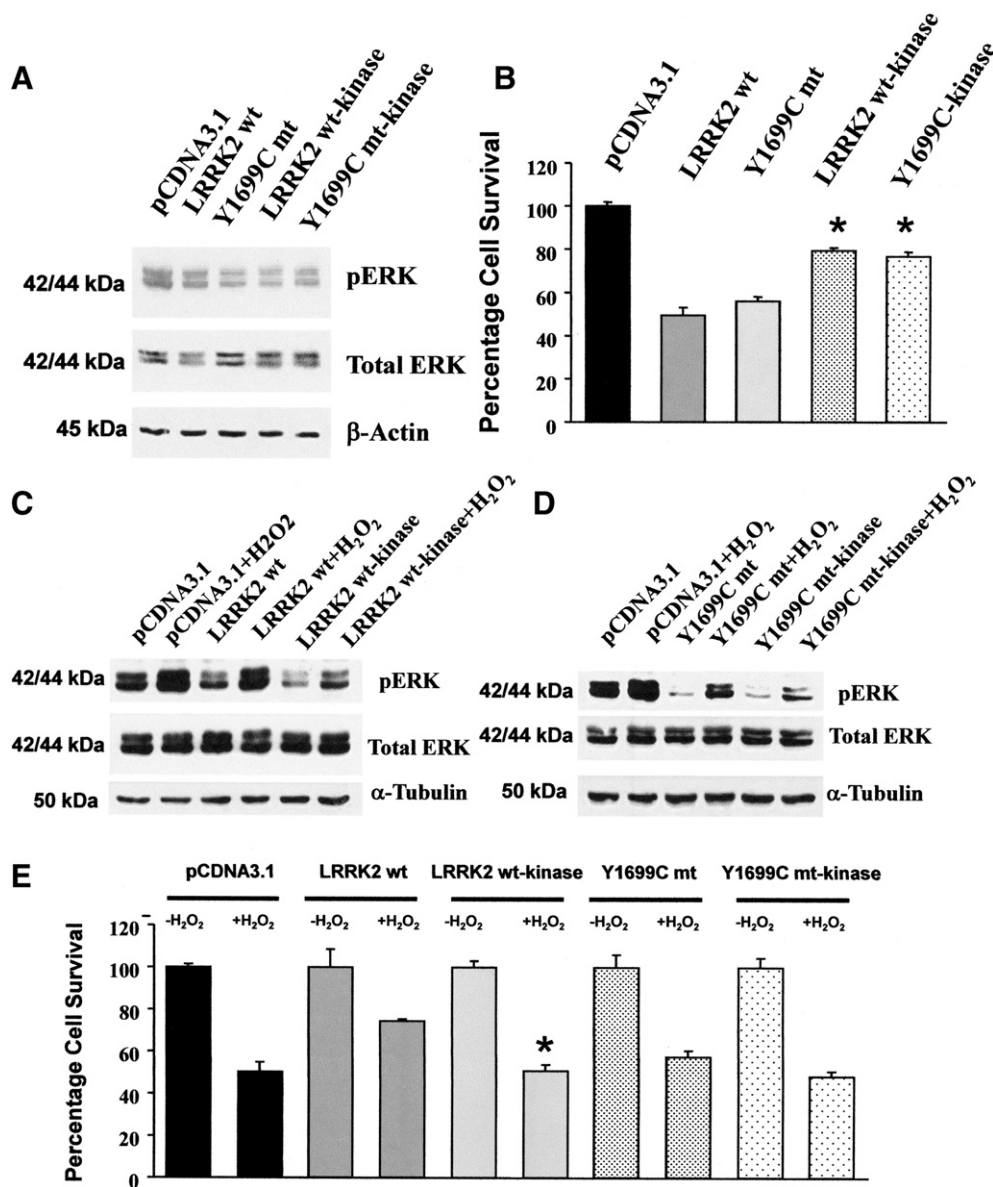 A
pCDNA3.1
LRRK2 wt
Y1699C mt
LRRK2 wt-kinase
Y1699C mt-kinase
42/44 kDa
pERK
42/44 kDa
Total ERK
45 kDa
β-Actin
B
pCDNA3.1
LRRK2 wt
Y1699C mt
LRRK2 wt-kinase
Y1699C-kinase
Percentage Cell Survival
120
100
80
60
40
20
0
*
*
C
pCDNA3.1
pCDNA3.1+H2O2
LRRK2 wt
LRRK2 wt+H₂O₂
LRRK2 wt-kinase
LRRK2 wt-kinase+H₂O₂
42/44 kDa
pERK
42/44 kDa
Total ERK
50 kDa
α-Tubulin
D
pCDNA3.1
pCDNA3.1+H₂O₂
Y1699C mt
Y1699C mt+H₂O₂
Y1699C mt-kinase
Y1699C mt-kinase+H₂O₂
42/44 kDa
pERK
42/44 kDa
Total ERK
50 kDa
α-Tubulin
E
pCDNA3.1
LRRK2 wt
LRRK2 wt-kinase
Y1699C mt
Y1699C mt-kinase
-H₂O₂ +H₂O₂ -H₂O₂ +H₂O₂ -H₂O₂ +H₂O₂ -H₂O₂ +H₂O₂ -H₂O₂ +H₂O₂
Percentage Cell Survival
120
100
80
60
40
20
0
*